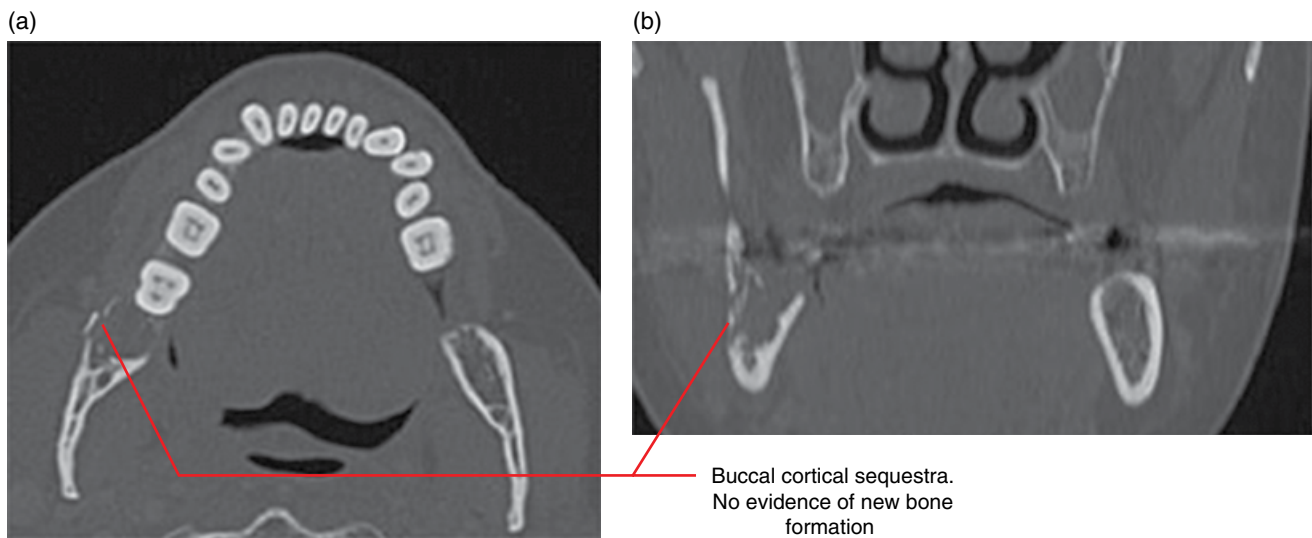 (a)
(b)
Buccal cortical sequestra.
No evidence of new bone
formation